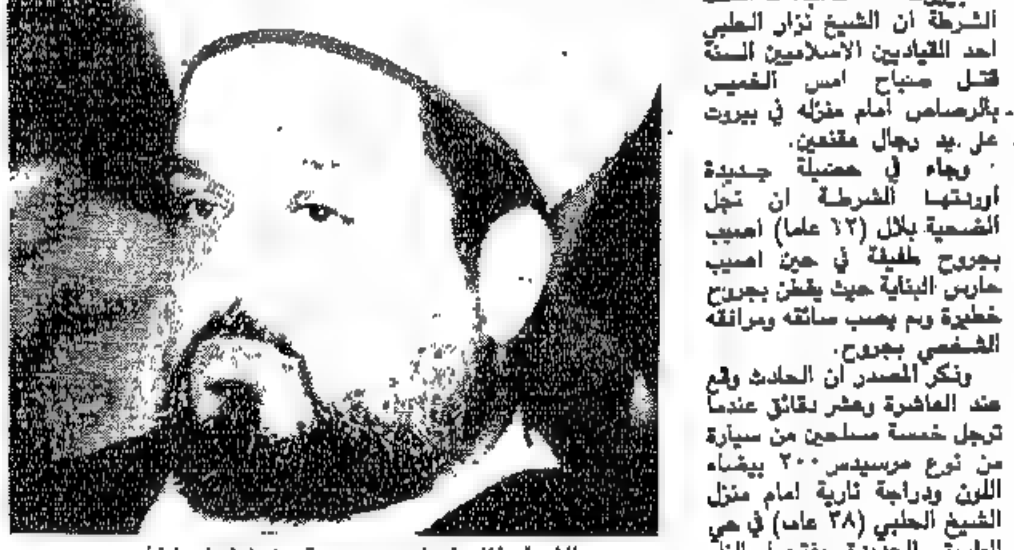 الشرطة ان الشيخ نزار الحلبي
احد القياديين الاسلاميين السنة
قتل صباح امس الخميس
بالرصاص امام منزله في بيروت
على يد رجال مقنعين.
وجاء في حصيلة جديدة
اوردتها الشرطة ان نجل
الضحية بلال (١٢ عاما) اصيب
بجروح طفيفة في حين اصيب
حارس البناية حيث يقطن بجروح
خطيرة ولم يصب سائقه ومرافقه
الشخصي بجروح.
وذكر المصدر ان الحادث وقع
عند العاشرة وعشر دقائق عندما
ترجل خمسة مسلحين من سيارة
من نوع مرسيدس ٢٠٠ بيضاء
اللون ودراجة نارية امام منزل
الشيخ الحلبي (٣٨ عاما) في حي